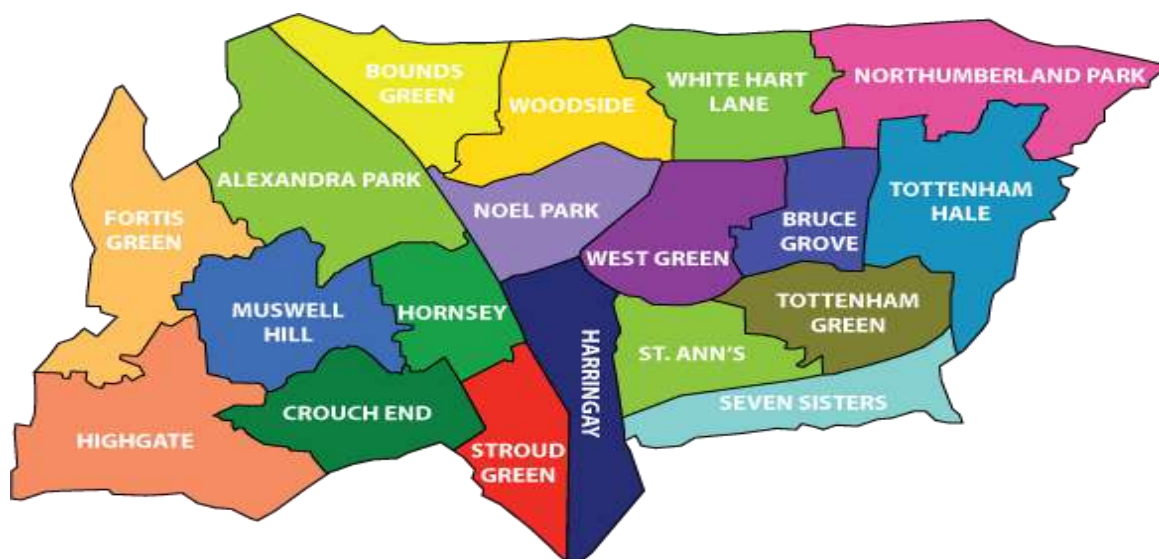 BOUNDS
GREEN
WOODSIDE
WHITE HART
LANE
NORTHUMBERLAND PARK
ALEXANDRA PARK
NOEL PARK
TOTTENHAM
HALE
FORTIS
GREEN
BRUCE
GROVE
WEST GREEN
MUSWELL
HILL
HORNSEY
TOTTENHAM
GREEN
HARRINGAY
ST. ANN'S
SEVEN SISTERS
CROUCH END
HIGHGATE
STROUD
GREEN